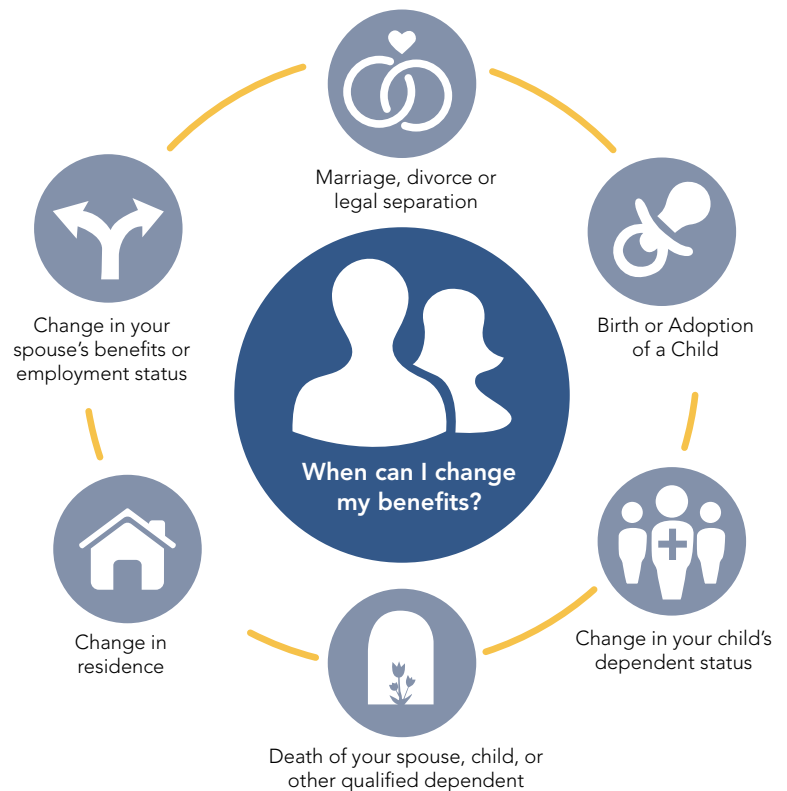 Marriage, divorce or
legal separation
Birth or Adoption
of a Child
Change in your child’s
dependent status
Death of your spouse, child, or
other qualified dependent
Change in
residence
Change in your
spouse’s benefits or
employment status
When can I change
my benefits?